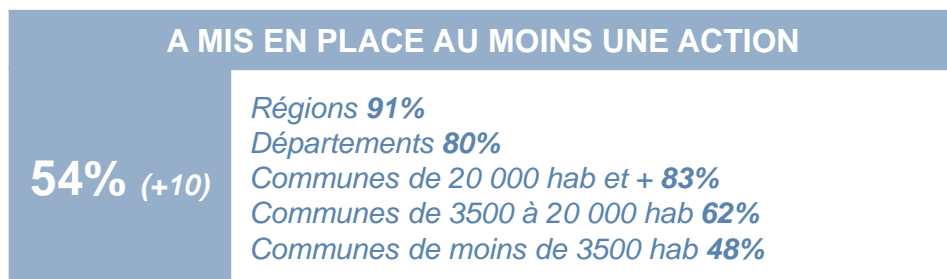 A MIS EN PLACE AU MOINS UNE ACTION
54% (+10)
Régions 91%
Départements 80%
Communes de 20 000 hab et + 83%
Communes de 3500 à 20 000 hab 62%
Communes de moins de 3500 hab 48%